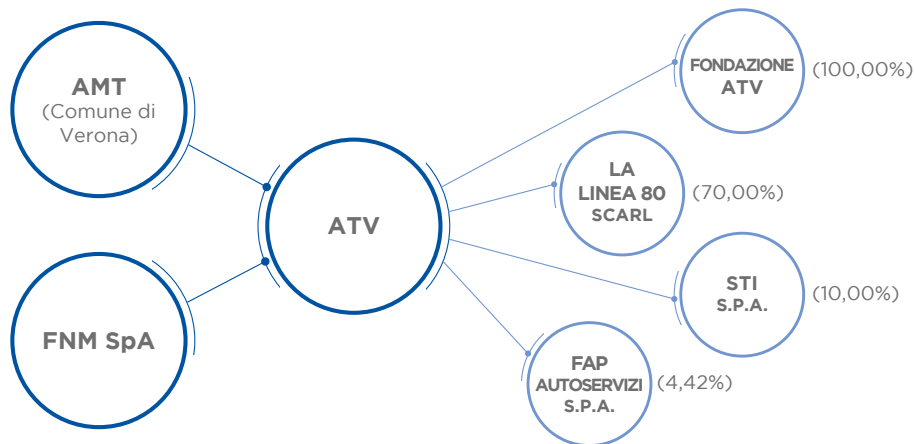 AMT
(Comune di
Verona)
FNM SpA
ATV
FONDAZIONE
ATV
(100,00%)
LA
LINEA 80
SCARL
(70,00%)
STI
S.P.A.
(10,00%)
FAP
AUTOSERVIZI
S.P.A.
(4,42%)